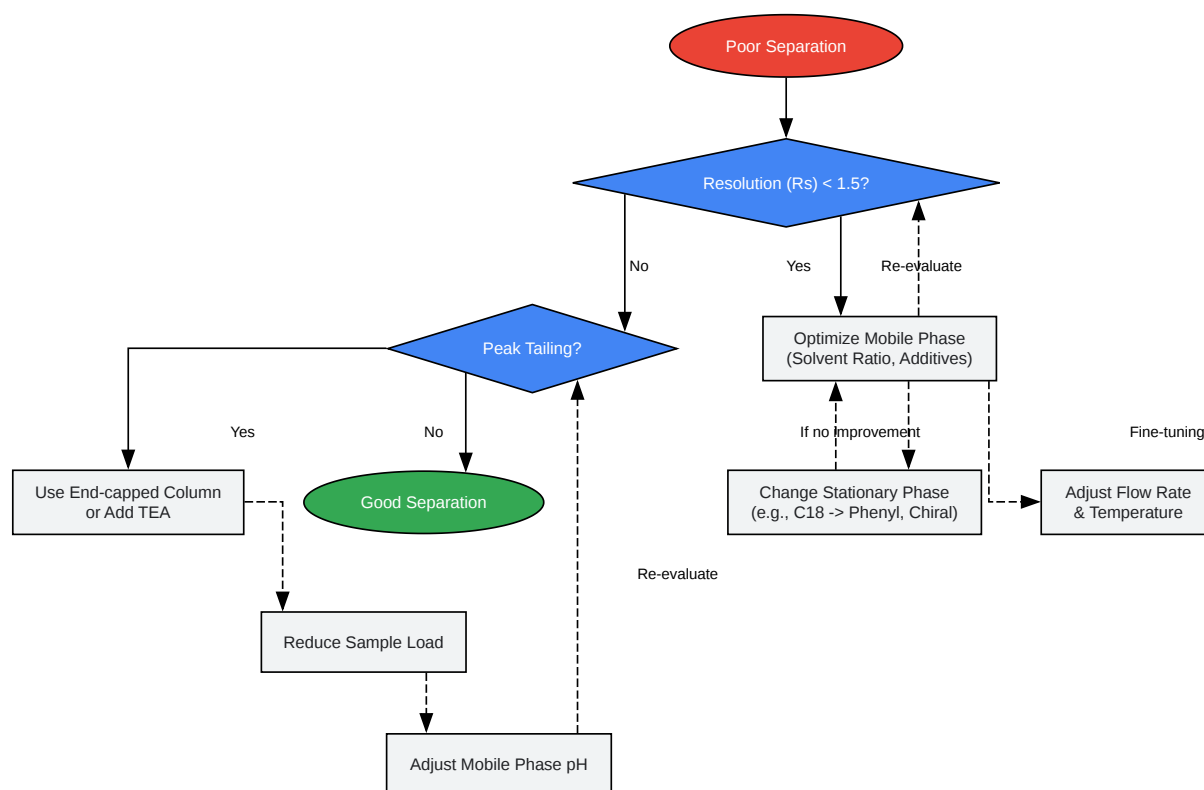 Poor Separation
Resolution (Rs) < 1.5?
No
Yes
Re-evaluate
Peak Tailing?
Optimize Mobile Phase
(Solvent Ratio, Additives)
Yes
No
If no improvement
Fine-tuning
Use End-capped Column
or Add TEA
Good Separation
Change Stationary Phase
(e.g., C18 -> Phenyl, Chiral)
Adjust Flow Rate
& Temperature
Re-evaluate
Reduce Sample Load
Adjust Mobile Phase pH